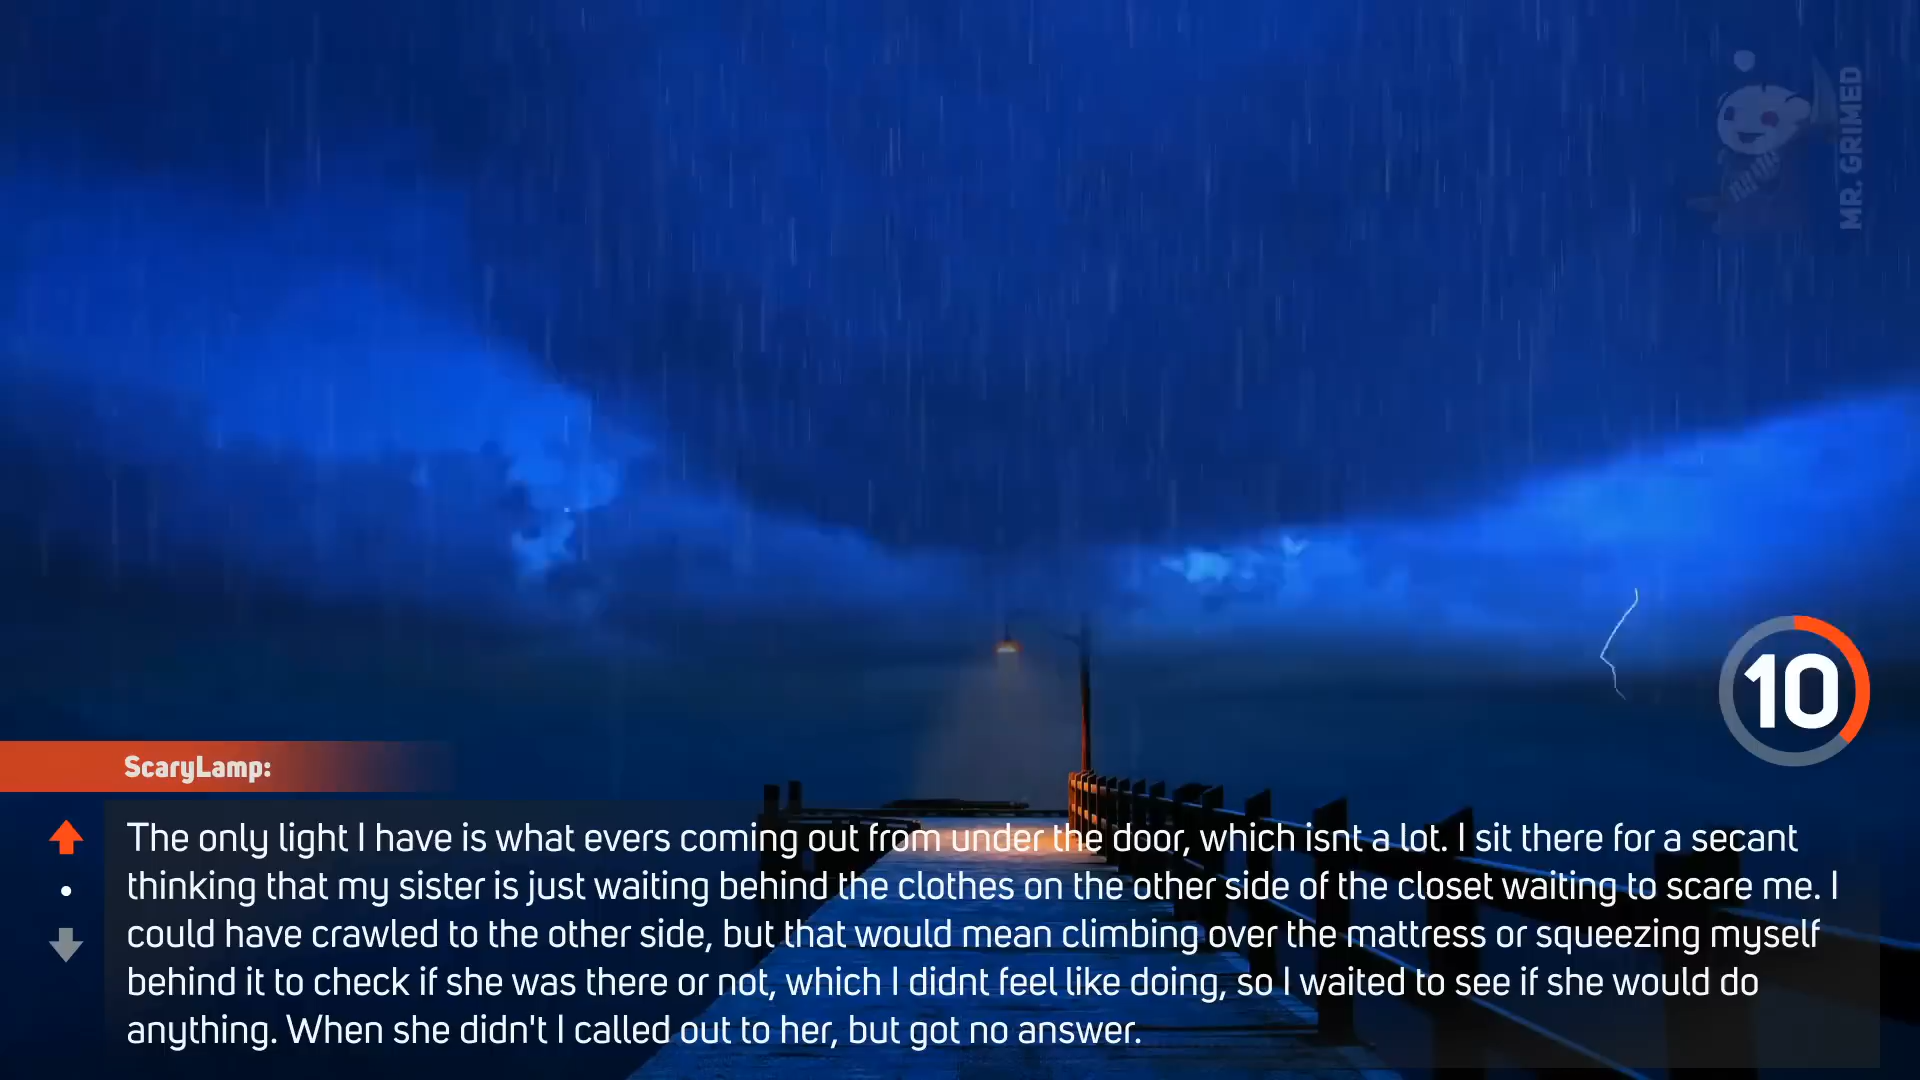 MR. GRIMED
10
ScaryLamp:
The only light I have is what evers coming out from under the door, which isnt a lot. I sit there for a secant
thinking that my sister is just waiting behind the clothes on the other side of the closet waiting to scare me. I
could have crawled to the other side, but that would mean climbing over the mattress or squeezing myself
behind it to check if she was there or not, which I didnt feel like doing, so I waited to see if she would do
anything. When she didn't I called out to her, but got no answer.